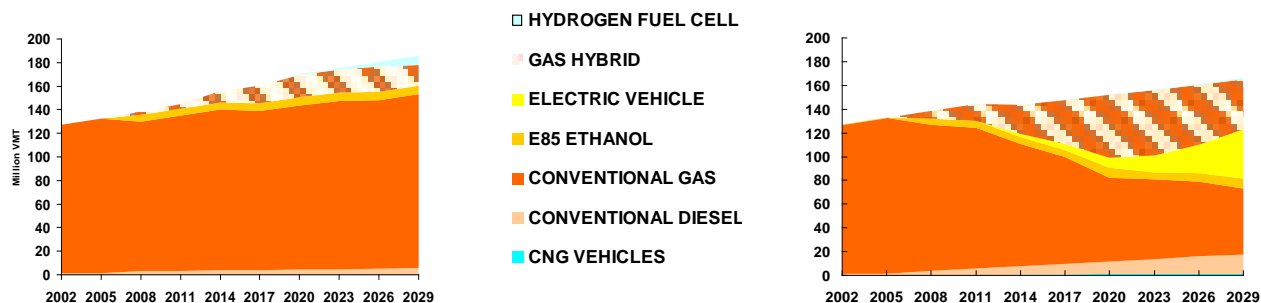 200
180
160
140
120
100
80
60
40
20
0
Million VMT
2002 2005 2008 2011 2014 2017 2020 2023 2026 2029
HYDROGEN FUEL CELL
GAS HYBRID
ELECTRIC VEHICLE
E85 ETHANOL
CONVENTIONAL GAS
CONVENTIONAL DIESEL
CNG VEHICLES
200
180
160
140
120
100
80
60
40
20
0
2002 2005 2008 2011 2014 2017 2020 2023 2026 2029